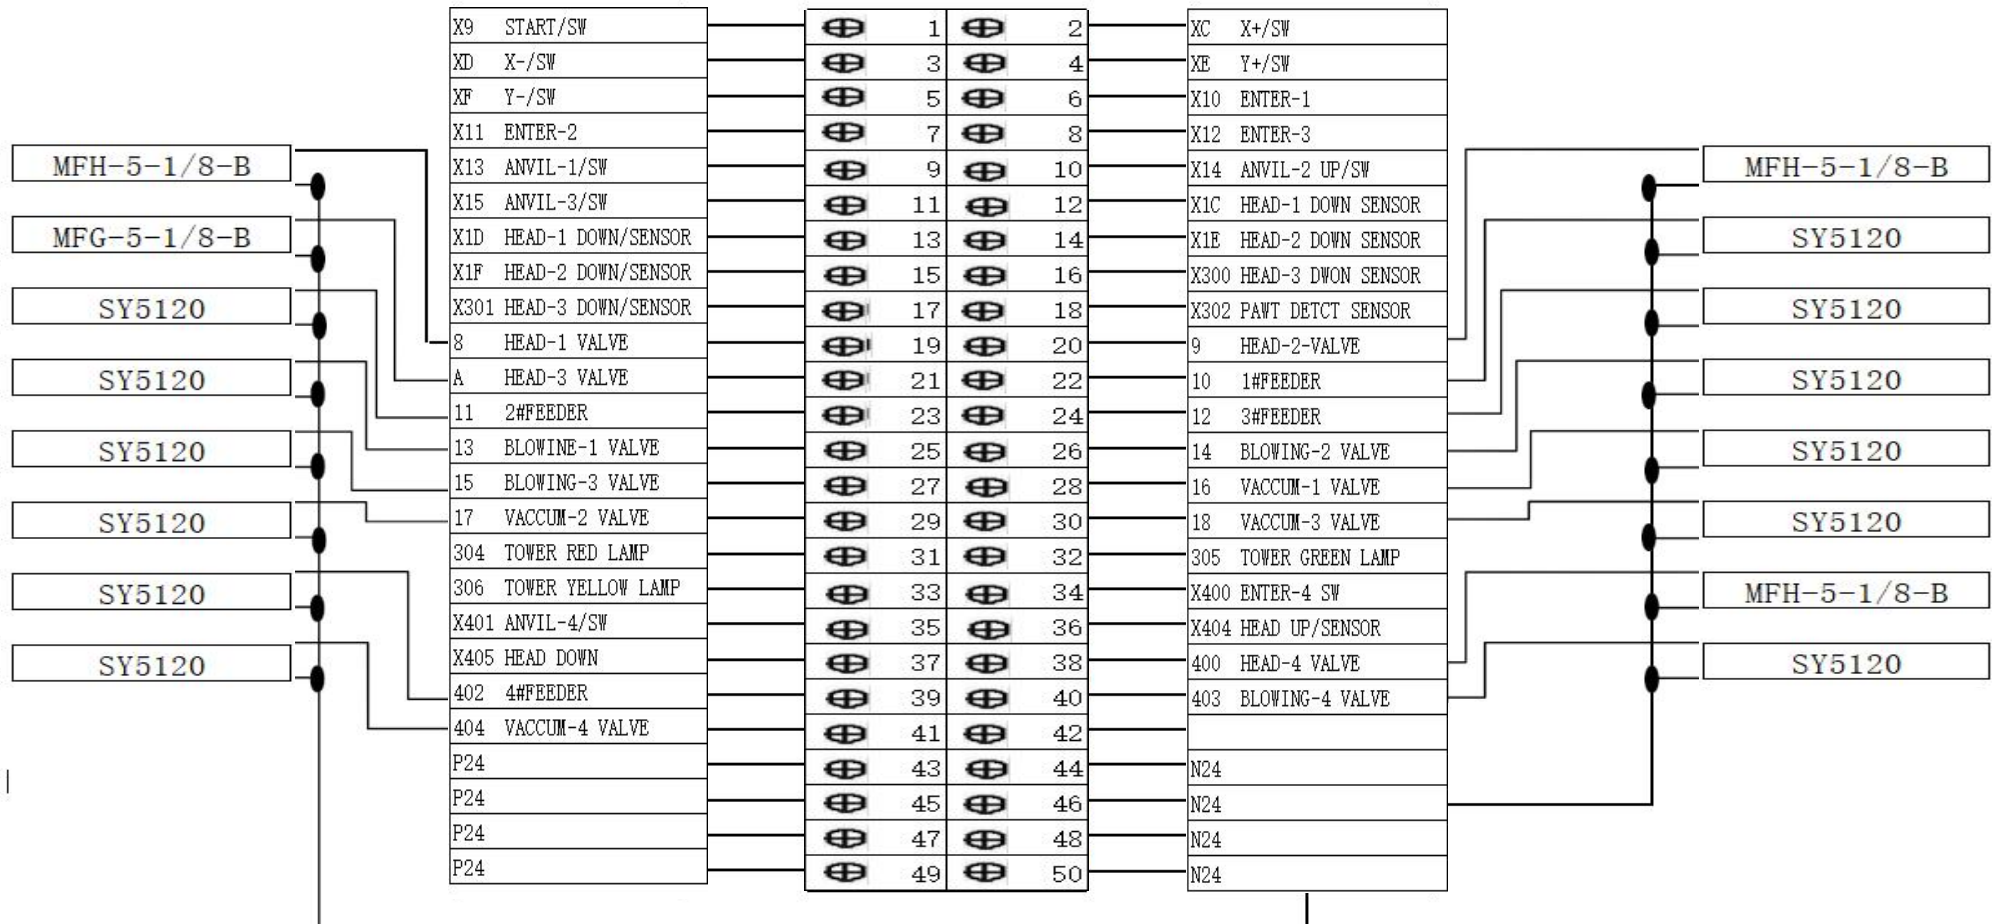 X9 START/SW 1 2 XC X+/SW
XD X-/SW 3 4 XE Y+/SW
XF Y-/SW 5 6 X10 ENTER-1
X11 ENTER-2 7 8 X12 ENTER-3
MFH-5-1/8-B X13 ANVIL-1/SW 9 10 X14 ANVIL-2 UP/SW MFH-5-1/8-B
X15 ANVIL-3/SW 11 12 X1C HEAD-1 DOWN SENSOR
MFG-5-1/8-B X1D HEAD-1 DOWN/SENSOR 13 14 X1E HEAD-2 DOWN SENSOR SY5120
X1F HEAD-2 DOWN/SENSOR 15 16 X300 HEAD-3 DWON SENSOR
SY5120 X301 HEAD-3 DOWN/SENSOR 17 18 X302 PAWT DETCT SENSOR SY5120
8 HEAD-1 VALVE 19 20 9 HEAD-2-VALVE
SY5120 A HEAD-3 VALVE 21 22 10 1#FEEDER SY5120
11 2#FEEDER 23 24 12 3#FEEDER
SY5120 13 BLOWINE-1 VALVE 25 26 14 BLOWING-2 VALVE SY5120
15 BLOWING-3 VALVE 27 28 16 VACCUM-1 VALVE
SY5120 17 VACCUM-2 VALVE 29 30 18 VACCUM-3 VALVE SY5120
304 TOWER RED LAMP 31 32 305 TOWER GREEN LAMP
SY5120 306 TOWER YELLOW LAMP 33 34 X400 ENTER-4 SW MFH-5-1/8-B
X401 ANVIL-4/SW 35 36 X404 HEAD UP/SENSOR
SY5120 X405 HEAD DOWN 37 38 400 HEAD-4 VALVE SY5120
402 4#FEEDER 39 40 403 BLOWING-4 VALVE
404 VACCUM-4 VALVE 41 42
P24 43 44 N24
P24 45 46 N24
P24 47 48 N24
P24 49 50 N24